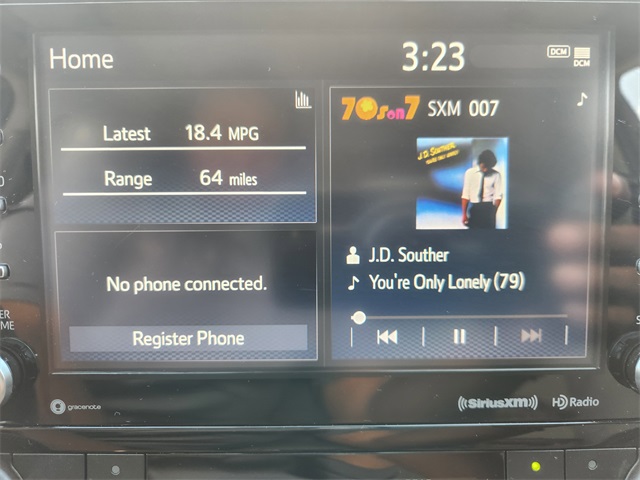 Home
3:23
DCM
DCM
Latest 18.4 MPG
Range 64 miles
70s on 7 SXM 007
J.D. SOUTHER
J.D. Souther
You're Only Lonely (79)
No phone connected.
Register Phone
gracenote
SiriusXM
HD Radio